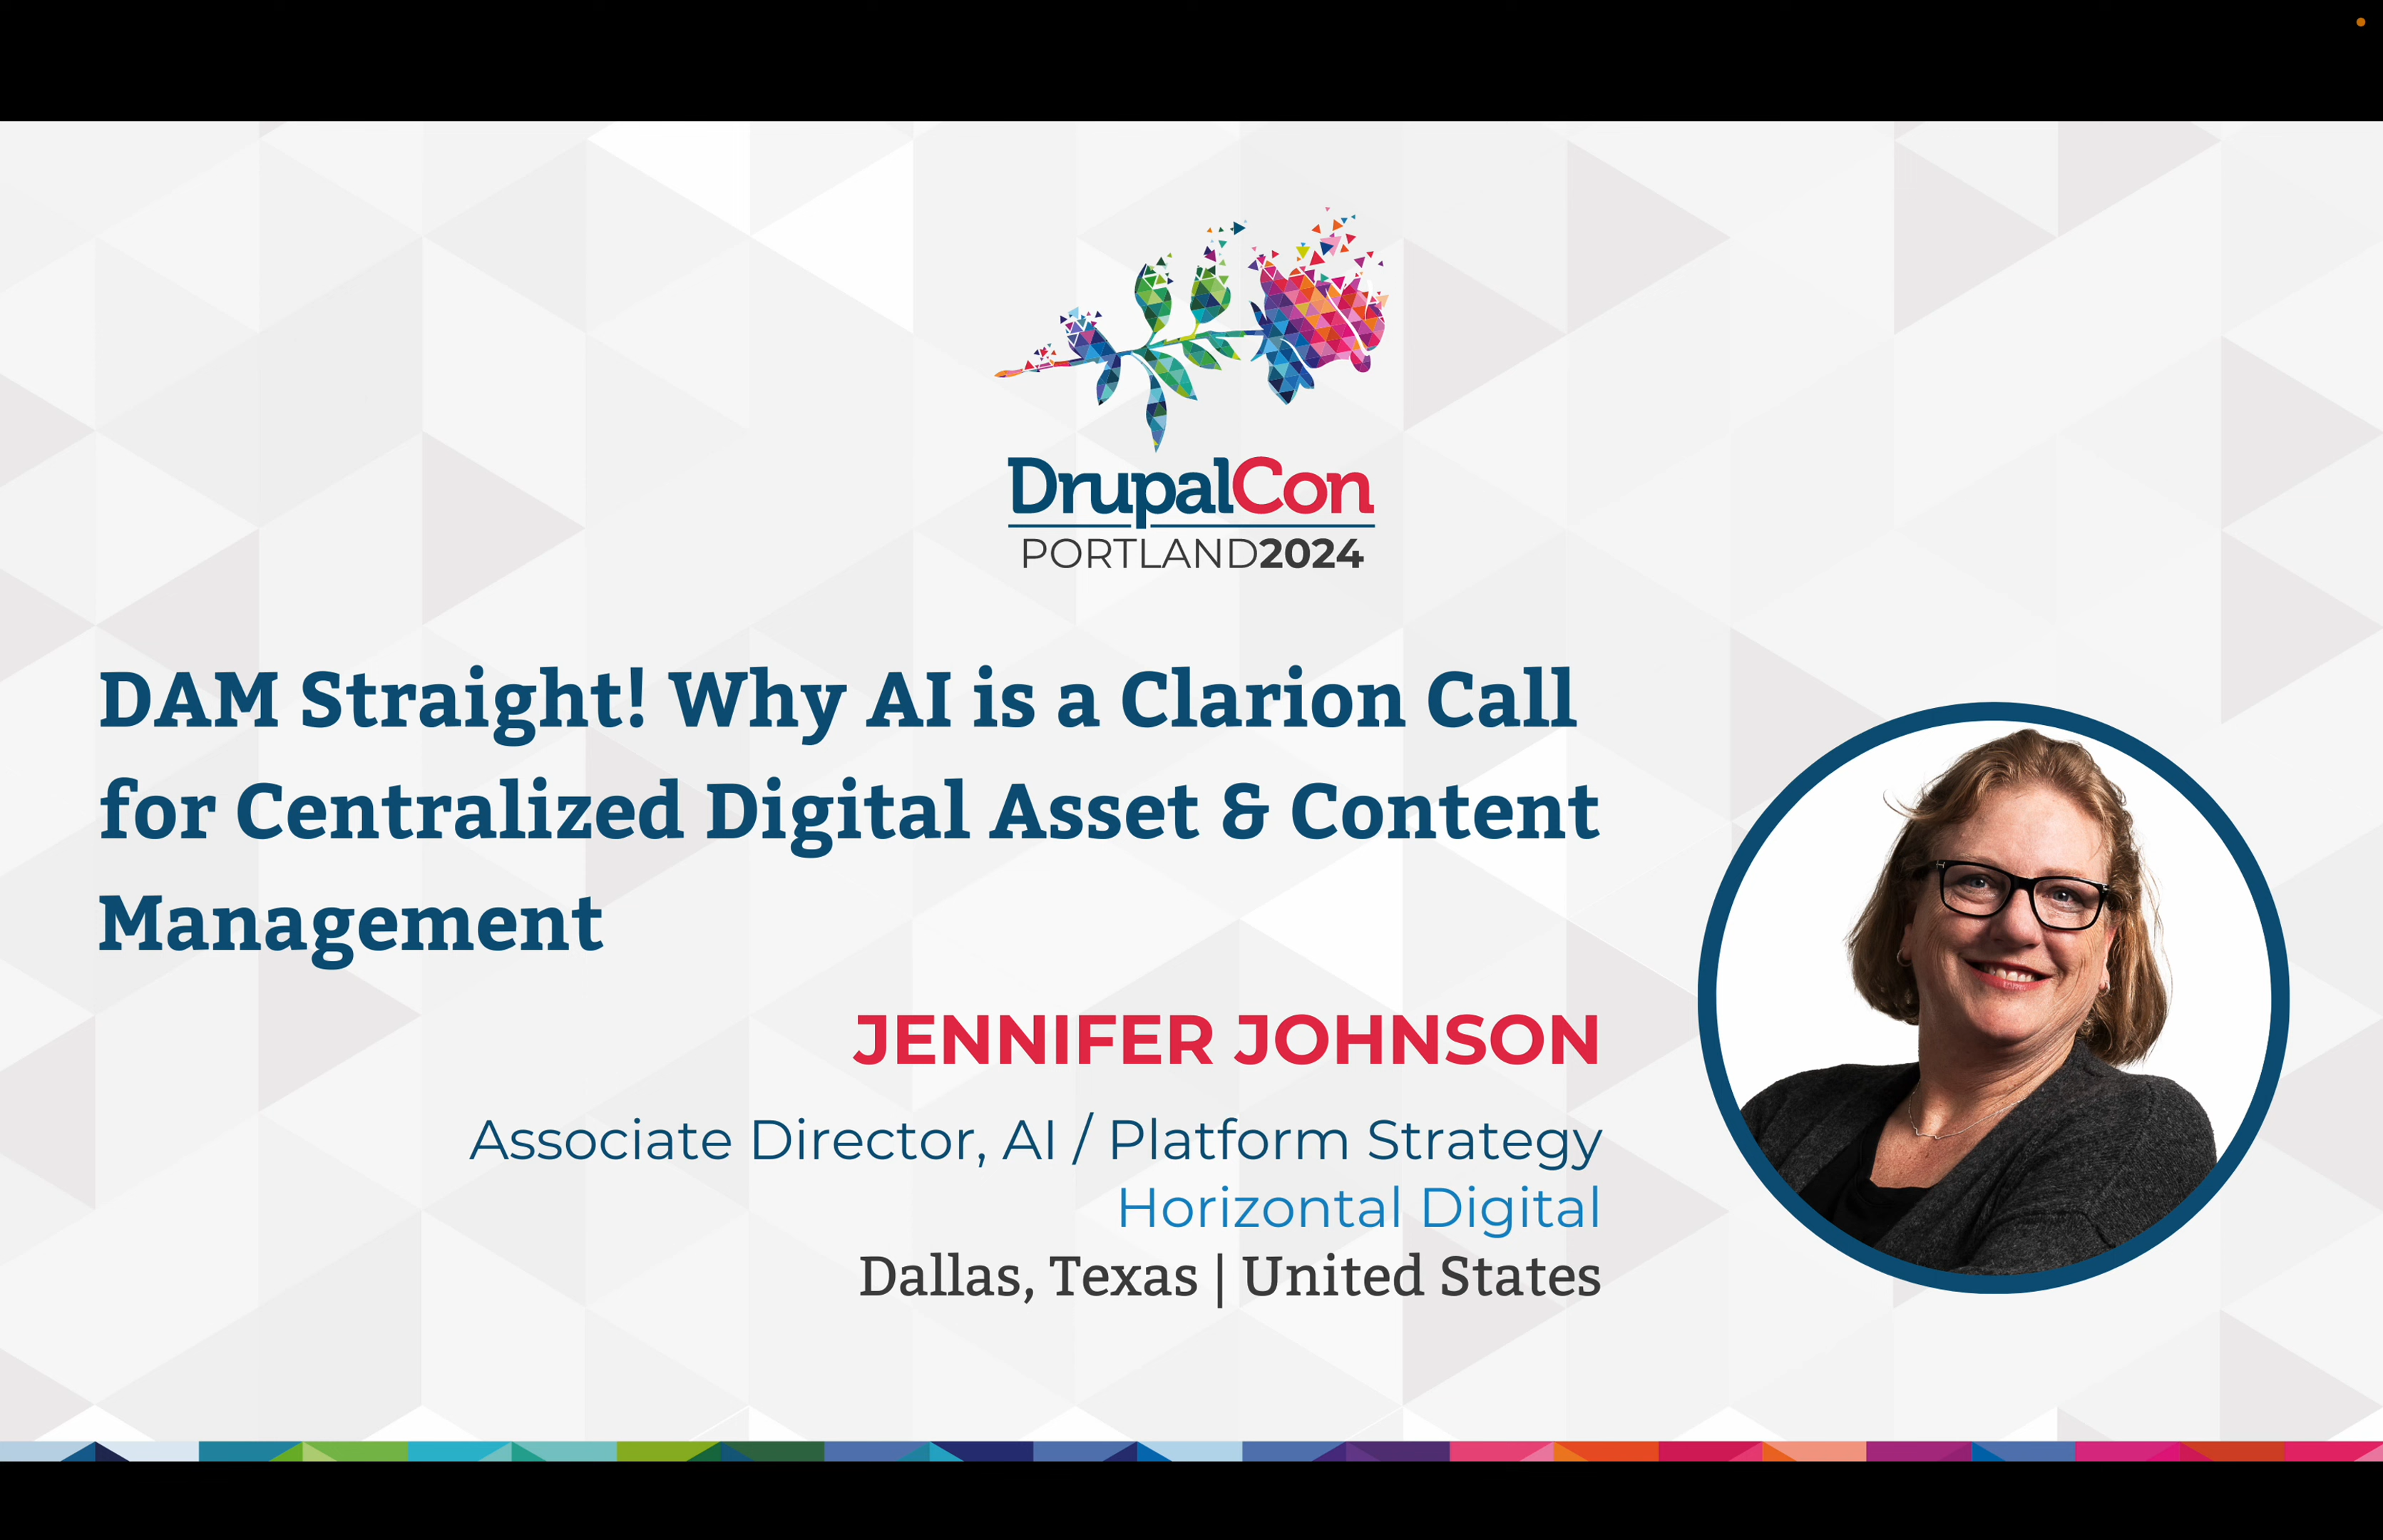 DrupalCon
PORTLAND2024
DAM Straight! Why AI is a Clarion Call
for Centralized Digital Asset & Content
Management
JENNIFER JOHNSON
Associate Director, AI / Platform Strategy
Horizontal Digital
Dallas, Texas | United States